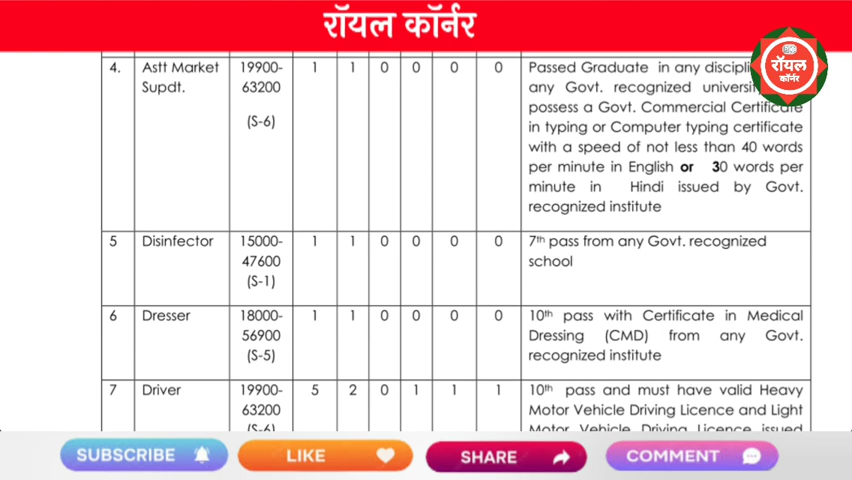 रॉयल कॉर्नर
रॉयल
कॉर्नर
4. Astt Market Supdt. 19900-63200 (S-6) 1 1 0 0 0 0
Passed Graduate in any
any Govt. recognized
possess a Govt. Commercial Certificate
in typing or Computer typing certificate
with a speed of not less than 40 words
per minute in English or 30 words per
minute in Hindi issued by Govt.
recognized institute
5 Disinfector 15000-47600 (S-1) 1 1 0 0 0 0
7th pass from any Govt. recognized
school
6 Dresser 18000-56900 (S-5) 1 1 0 0 0 0
10th pass with Certificate in Medical
Dressing (CMD) from any Govt.
recognized institute
7 Driver 19900-63200 (S-6) 5 2 0 1 1 1
10th pass and must have valid Heavy
Motor Vehicle Driving Licence and Light
Motor Vehicle Driving Licence issued
SUBSCRIBE LIKE SHARE COMMENT